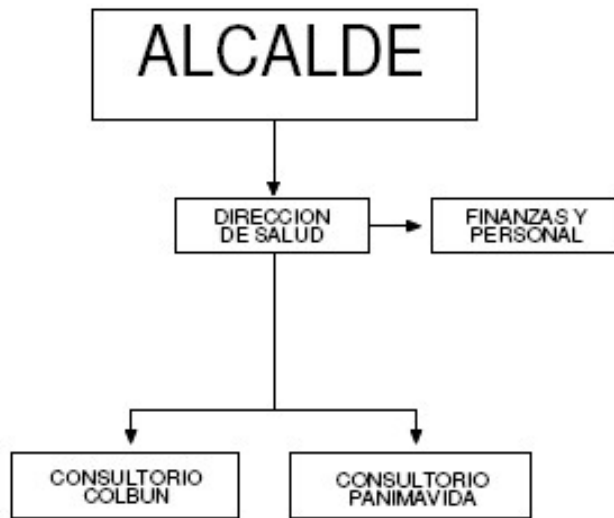 ALCALDE
DIRECCION
DE SALUD
FINANZAS Y
PERSONAL
CONSULTORIO
COLBUN
CONSULTORIO
PANIMAVIDA